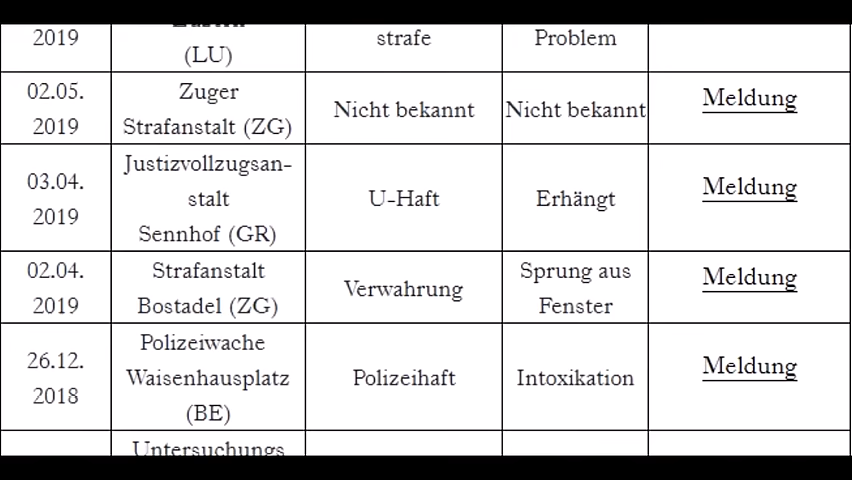 2019
(LU)
strafe
Problem
02.05.
2019
Zuger
Strafanstalt (ZG)
Nicht bekannt
Nicht bekannt
Meldung
03.04.
2019
Justizvollzugsan-
stalt
Sennhof (GR)
U-Haft
Erhängt
Meldung
02.04.
2019
Strafanstalt
Bostadel (ZG)
Verwahrung
Sprung aus
Fenster
Meldung
26.12.
2018
Polizeiwache
Waisenhausplatz
(BE)
Polizeihaft
Intoxikation
Meldung
Untersuchungs